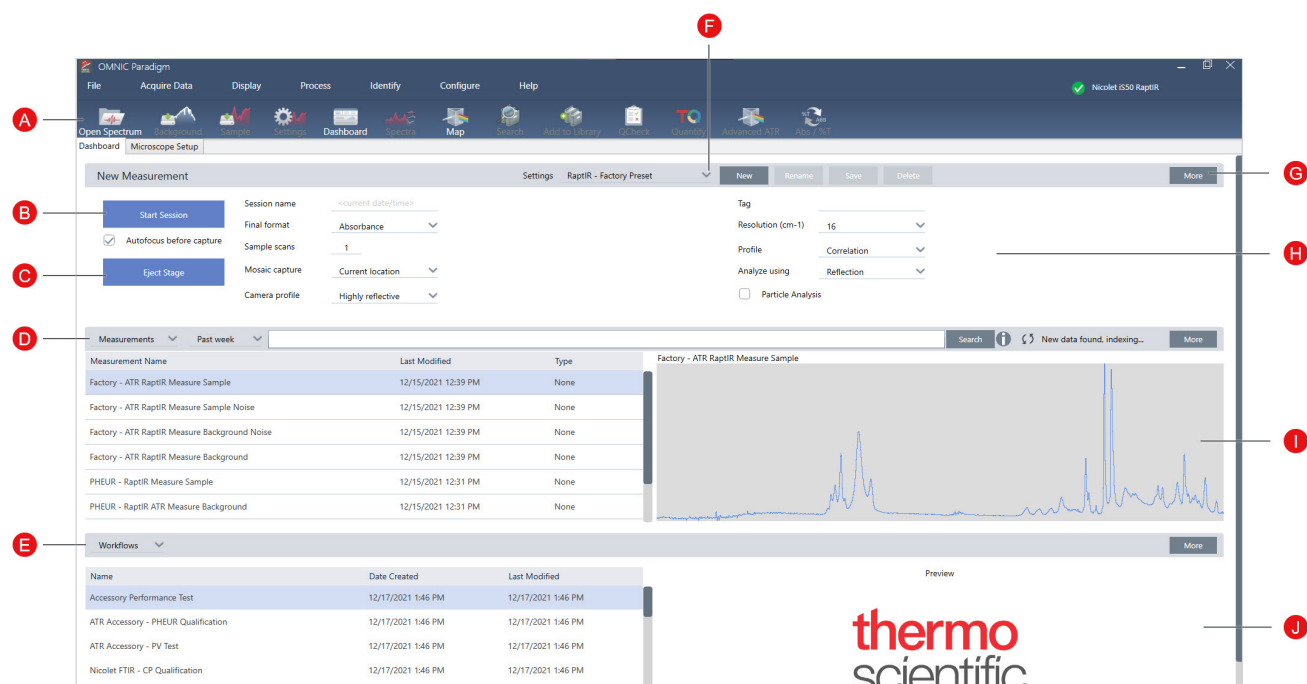 F
OMNIC Paradigm
File Acquire Data Display Process Identify Configure Help
Nicolet iS50 RaptIR
A
Open Spectrum Background Sample Settings Dashboard Spectra Map Search Add to Library QCheck Quantify Advanced ATR Abs / %T
Dashboard Microscope Setup
New Measurement Settings RaptIR - Factory Preset New Rename Save Delete More
G
B
Start Session
Session name <current date/time> Tag
Final format Absorbance Resolution (cm-1) 16
Autofocus before capture
Sample scans 1 Profile Correlation
H
C
Eject Stage
Mosaic capture Current location Analyze using Reflection
Camera profile Highly reflective Particle Analysis
D
Measurements Past week Search New data found, indexing... More
Measurement Name Last Modified Type Factory - ATR RaptIR Measure Sample
Factory - ATR RaptIR Measure Sample 12/15/2021 12:39 PM None
Factory - ATR RaptIR Measure Sample Noise 12/15/2021 12:39 PM None
Factory - ATR RaptIR Measure Background Noise 12/15/2021 12:39 PM None
I
Factory - ATR RaptIR Measure Background 12/15/2021 12:39 PM None
PHEUR - RaptIR Measure Sample 12/15/2021 12:31 PM None
PHEUR - RaptIR ATR Measure Background 12/15/2021 12:31 PM None
E
Workflows More
Name Date Created Last Modified Preview
Accessory Performance Test 12/17/2021 1:46 PM 12/17/2021 1:46 PM
ATR Accessory - PHEUR Qualification 12/17/2021 1:46 PM 12/17/2021 1:46 PM
ATR Accessory - PV Test 12/17/2021 1:46 PM 12/17/2021 1:46 PM
Nicolet FTIR - CP Qualification 12/17/2021 1:46 PM 12/17/2021 1:46 PM
thermo
scientific
J